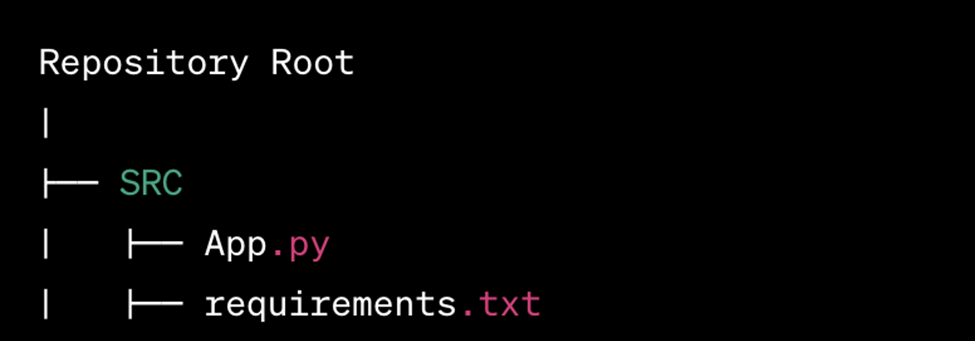 Repository Root
|
├── SRC
|   ├── App.py
|   ├── requirements.txt